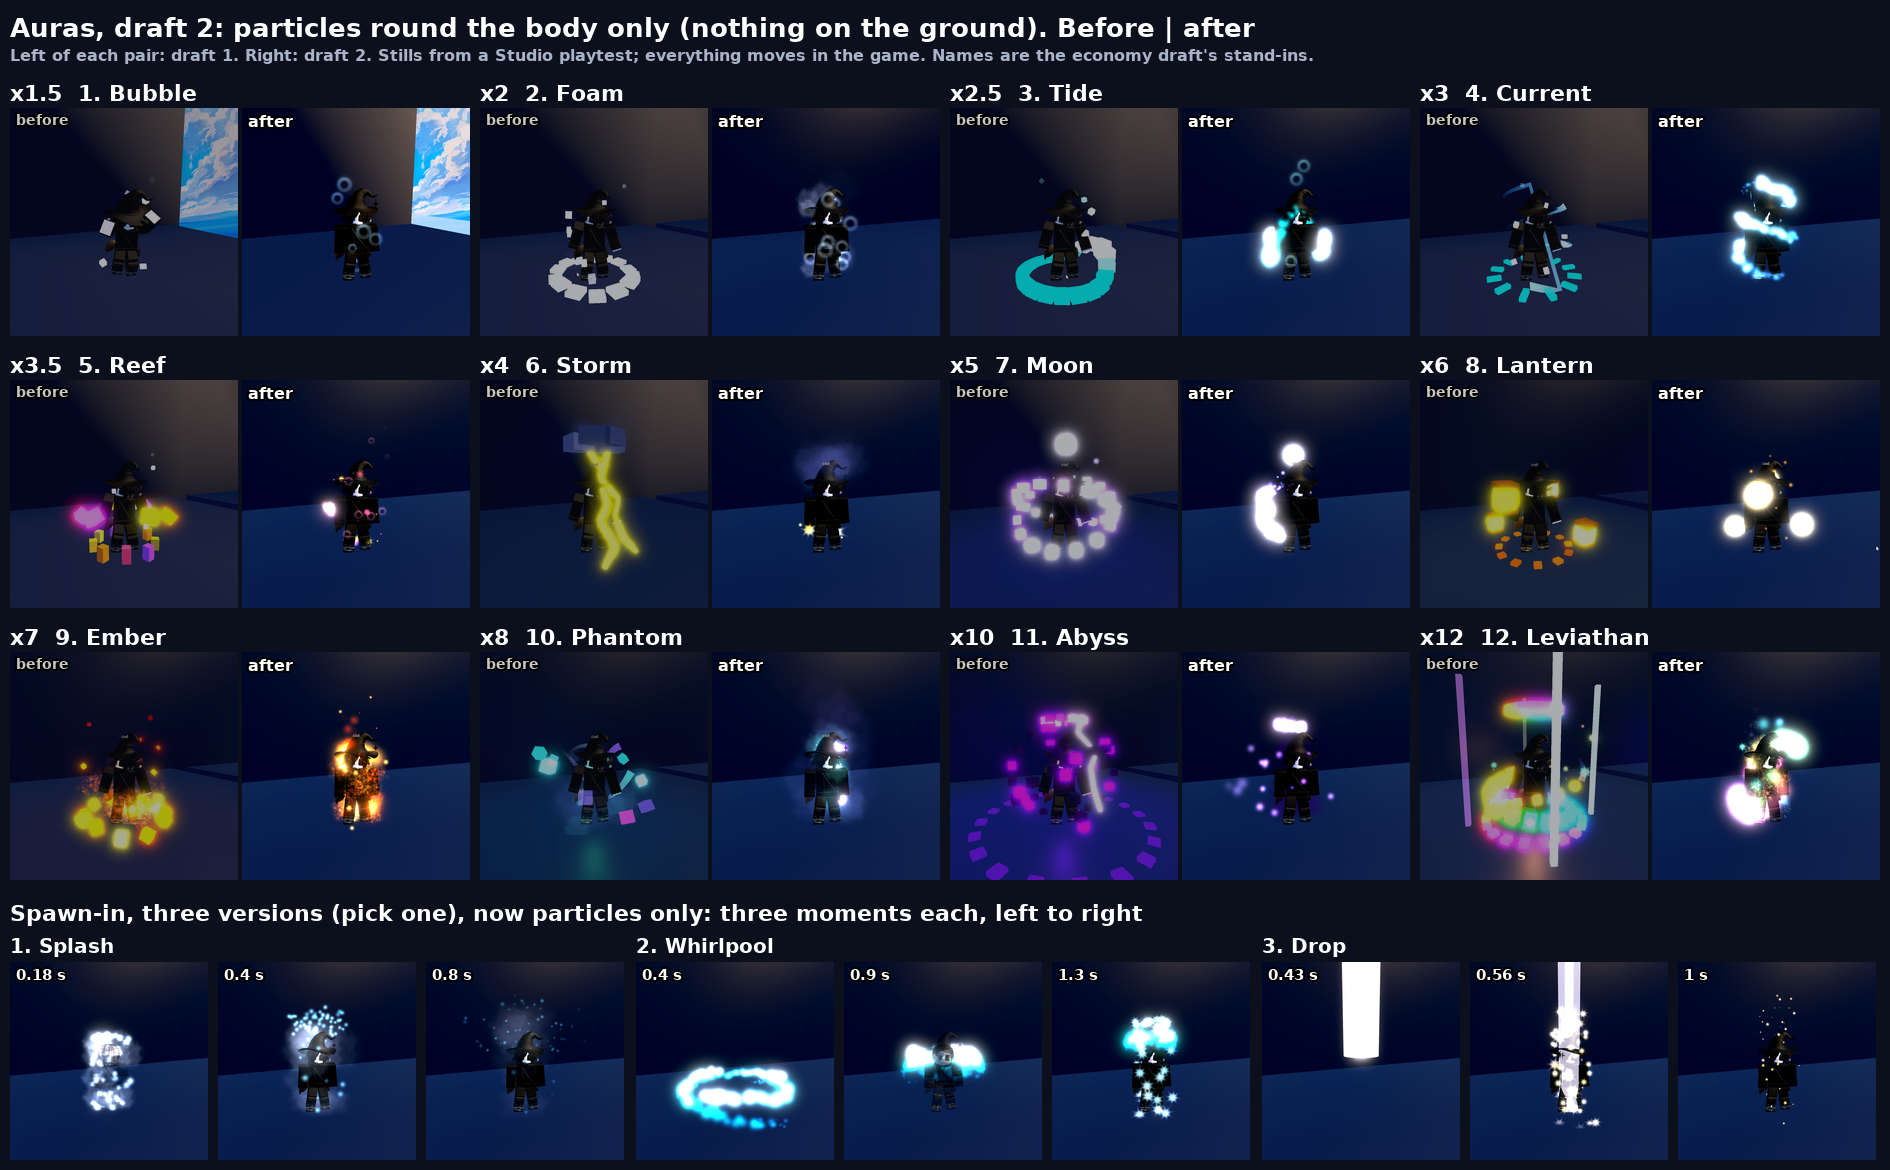 Auras, draft 2: particles round the body only (nothing on the ground). Before | after
Left of each pair: draft 1. Right: draft 2. Stills from a Studio playtest; everything moves in the game. Names are the economy draft's stand-ins.
x1.5 1. Bubble
x2 2. Foam
x2.5 3. Tide
x3 4. Current
before
after
before
after
before
after
before
after
x3.5 5. Reef
x4 6. Storm
x5 7. Moon
x6 8. Lantern
before
after
before
after
before
after
before
after
x7 9. Ember
x8 10. Phantom
x10 11. Abyss
x12 12. Leviathan
before
after
before
after
before
after
before
after
Spawn-in, three versions (pick one), now particles only: three moments each, left to right
1. Splash
2. Whirlpool
3. Drop
0.18 s
0.4 s
0.8 s
0.4 s
0.9 s
1.3 s
0.43 s
0.56 s
1 s